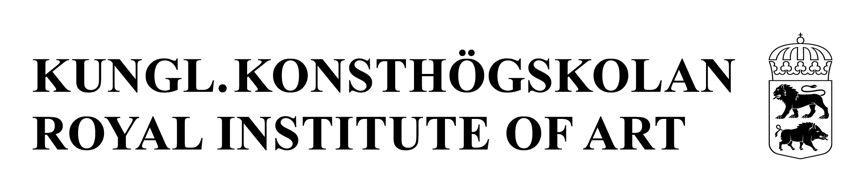 KUNGL. KONSTHÖGSKOLAN
ROYAL INSTITUTE OF ART